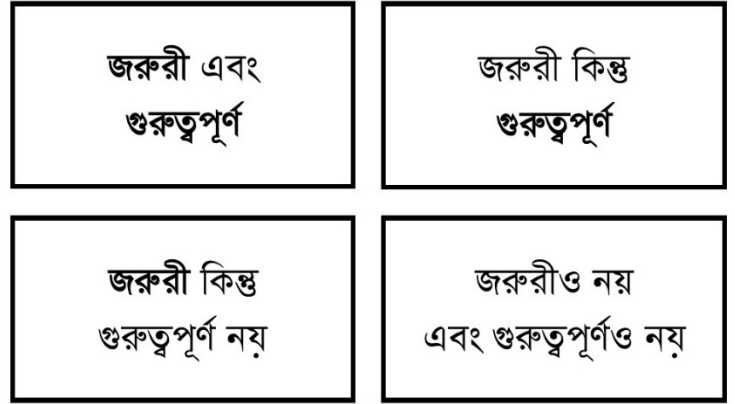 জরুরী এবং
গুরুত্বপূর্ণ
জরুরী কিন্তু
গুরুত্বপূর্ণ
জরুরী কিন্তু
গুরুত্বপূর্ণ নয়
জরুরীও নয়
এবং গুরুত্বপূর্ণও নয়